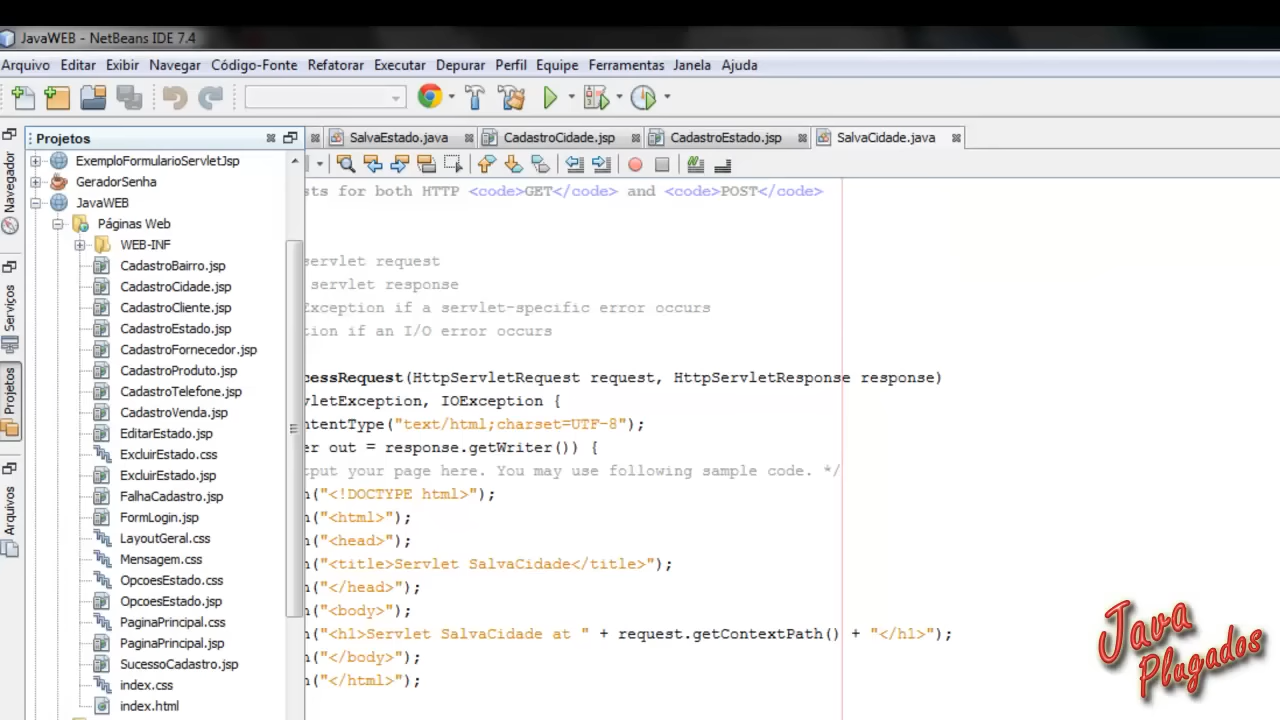 JavaWEB - NetBeans IDE 7.4
Arquivo Editar Exibir Navegar Código-Fonte Refatorar Executar Depurar Perfil Equipe Ferramentas Janela Ajuda
Projetos
SalvaEstado.java
CadastroCidade.jsp
CadastroEstado.jsp
SalvaCidade.java
Navegador
Serviços
Projetos
Arquivos
ExemploFormularioServletJsp
GeradorSenha
JavaWEB
Páginas Web
WEB-INF
CadastroBairro.jsp
CadastroCidade.jsp
CadastroCliente.jsp
CadastroEstado.jsp
CadastroFornecedor.jsp
CadastroProduto.jsp
CadastroTelefone.jsp
CadastroVenda.jsp
EditarEstado.jsp
ExcluirEstado.css
ExcluirEstado.jsp
FalhaCadastro.jsp
FormLogin.jsp
LayoutGeral.css
Mensagem.css
OpcoesEstado.css
OpcoesEstado.jsp
PaginaPrincipal.css
PaginaPrincipal.jsp
SucessoCadastro.jsp
index.css
index.html
sts for both HTTP <code>GET</code> and <code>POST</code>
servlet request
servlet response
Exception if a servlet-specific error occurs
tion if an I/O error occurs
cessRequest(HttpServletRequest request, HttpServletResponse response)
vletException, IOException {
ntentType("text/html;charset=UTF-8");
er out = response.getWriter()) {
tput your page here. You may use following sample code. */
n("<!DOCTYPE html>");
n("<html>");
n("<head>");
n("<title>Servlet SalvaCidade</title>");
n("</head>");
n("<body>");
n("<h1>Servlet SalvaCidade at " + request.getContextPath() + "</h1>");
n("</body>");
n("</html>");
Java
Plugados